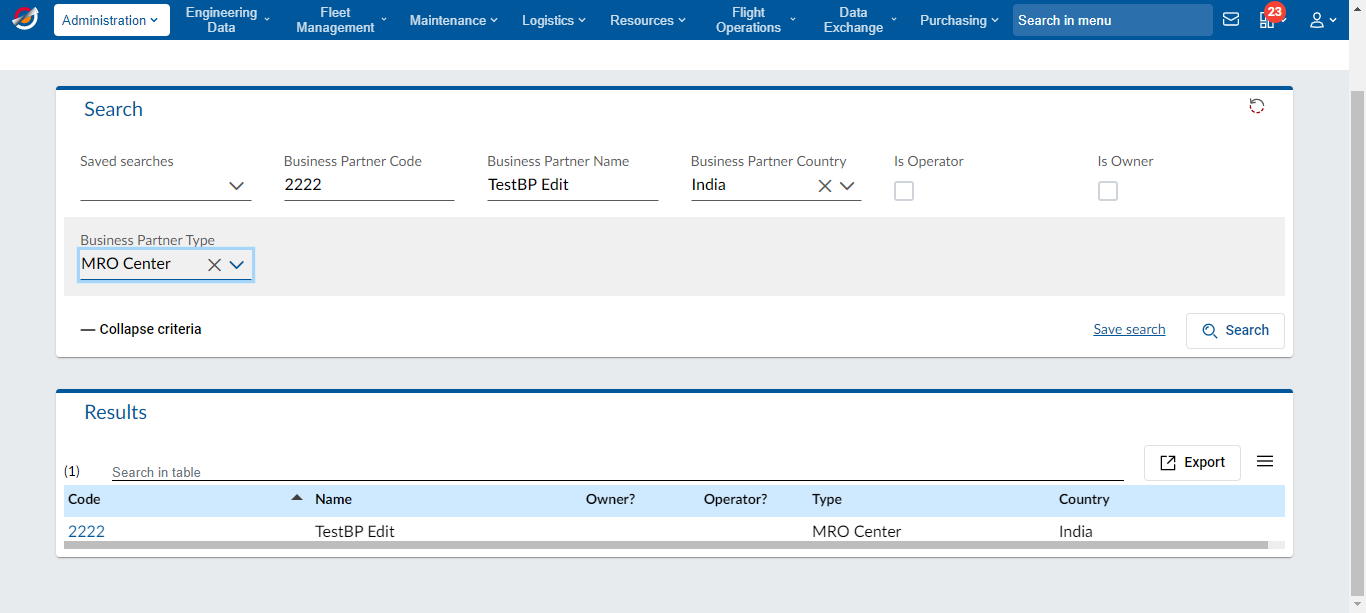 Administration
Engineering Data
Fleet Management
Maintenance
Logistics
Resources
Flight Operations
Data Exchange
Purchasing
Search in menu
23
Search
Saved searches
Business Partner Code
2222
Business Partner Name
TestBP Edit
Business Partner Country
India
Is Operator
Is Owner
Business Partner Type
MRO Center
— Collapse criteria
Save search
Search
Results
(1)
Search in table
Export
Code Name Owner? Operator? Type Country
2222 TestBP Edit MRO Center India